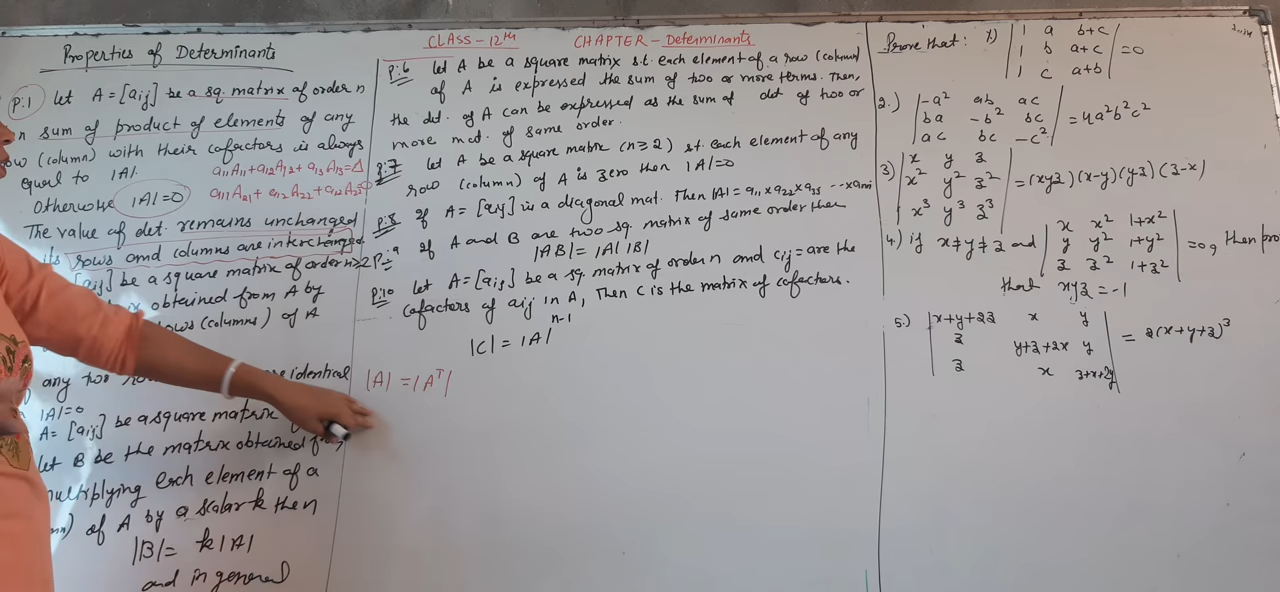 CLASS-12th CHAPTER-Determinants
Properties of Determinants
P:1 let A=[aij] be a sq. matrix of order n
n sum of product of elements of any
ow (column) with their cofactors is always
equal to |A|. a11A11+a12A12+a13A13=Δ
Otherwise |A|=0 a11A21+a12A22+a13A23=0
The value of det. remains unchanged
its rows and columns are interchanged
[aij] be a square matrix of order n≥2
is obtained from A by
rows (columns) of A
any two identical
|A|=0
A=[aij] be a square matrix
let B be the matrix obtained from
multiplying each element of a
mn) of A by a scalar k then
|B|= k|A|
and in general
P:6 let A be a square matrix s.t. each element of a row (column)
of A is expressed the sum of two or more terms. Then,
the det. of A can be expressed as the sum of det of two or
more mat. of same order.
P:7 let A be a square matrix (n≥2) s.t. each element of any
row (column) of A is zero then |A|=0
P:8 If A=[aij] is a diagonal mat. Then |A|=a11×a22×a33---×ann
P:9 If A and B are two sq. matrix of same order then
|AB|=|A||B|
P:10 let A=[aij] be a sq. matrix of order n and cij=are the
cofactors of aij in A, Then C is the matrix of cofactors.
|C|=|A|^n-1
|A|=|A^T|
Prove that: 1) |1 a b+c
1 b a+c
1 c a+b| =0
2.) |-a² ab ac
ba -b² bc
ac bc -c²| =4a²b²c²
3) |x y z
x² y² z²
x³ y³ z³| =(xyz)(x-y)(yz)(z-x)
4.) if x≠y≠z and |x x² 1+x²
y y² 1+y²
z z² 1+z²| =0, then pro
that xyz=-1
5.) |x+y+2z x y
z y+z+2x y
z x z+x+2y| = 2(x+y+z)³